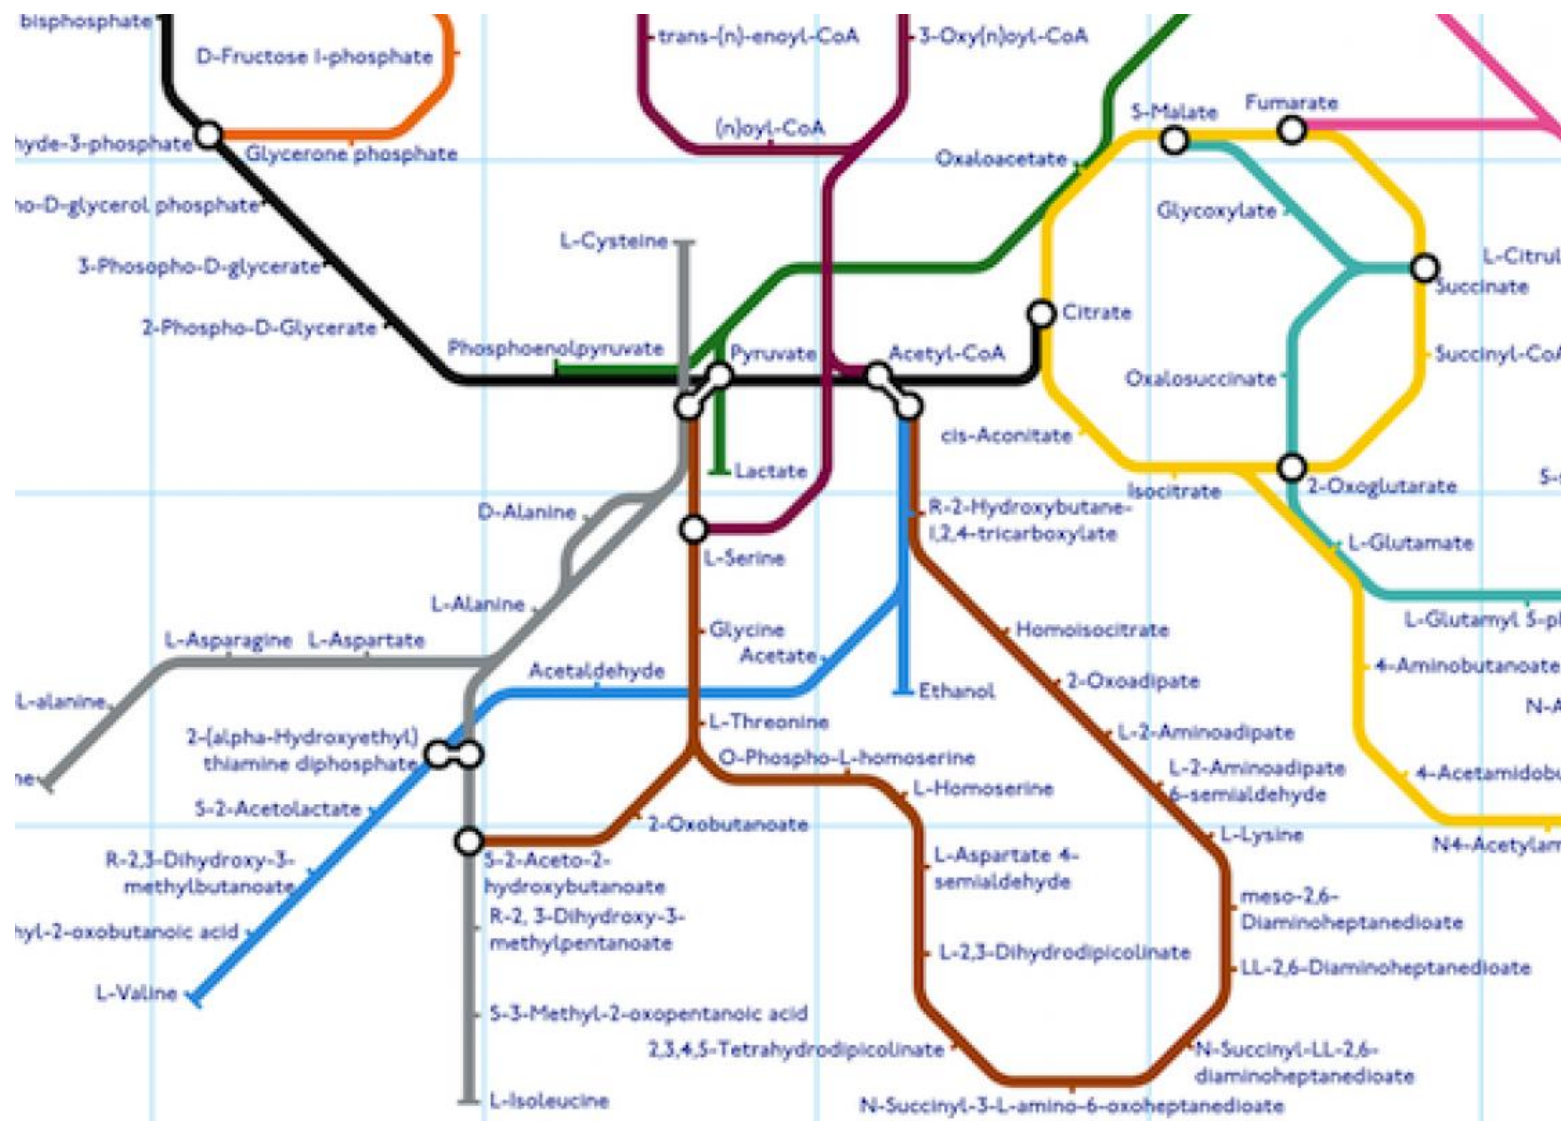 bisphosphate
D-Fructose 1-phosphate
trans-(n)-enoyl-CoA
3-Oxy(n)oyl-CoA
hyde-3-phosphate
Glycerone phosphate
(n)oyl-CoA
Oxaloacetate
S-Malate
Fumarate
ho-D-glycerol phosphate
Glycoxylate
L-Cysteine
3-Phosopho-D-glycerate
L-Citrul
Succinate
2-Phospho-D-Glycerate
Citrate
Phosphoenolpyruvate
Pyruvate
Acetyl-CoA
Succinyl-CoA
Oxalosuccinate
cis-Aconitate
Lactate
Isocitrate
2-Oxoglutarate
S-
D-Alanine
R-2-Hydroxybutane-
1,2,4-tricarboxylate
L-Glutamate
L-Serine
L-Alanine
L-Glutamyl 5-pl
L-Asparagine
L-Aspartate
Glycine
Homoisocitrate
Acetate
Acetaldehyde
4-Aminobutanoate
2-Oxoadipate
Ethanol
L-alanine
N-A
L-Threonine
L-2-Aminoadipate
2-(alpha-Hydroxyethyl)
thiamine diphosphate
O-Phospho-L-homoserine
L-2-Aminoadipate
6-semialdehyde
4-Acetamidobu
ne
L-Homoserine
S-2-Acetolactate
2-Oxobutanoate
L-Lysine
N4-Acetylam
R-2,3-Dihydroxy-3-
methylbutanoate
S-2-Aceto-2-
hydroxybutanoate
L-Aspartate 4-
semialdehyde
meso-2,6-
Diaminoheptanedioate
R-2, 3-Dihydroxy-3-
methylpentanoate
hyl-2-oxobutanoic acid
L-2,3-Dihydrodipicolinate
LL-2,6-Diaminoheptanedioate
L-Valine
S-3-Methyl-2-oxopentanoic acid
2,3,4,5-Tetrahydrodipicolinate
N-Succinyl-LL-2,6-
diaminoheptanedioate
L-Isoleucine
N-Succinyl-3-L-amino-6-oxoheptanedioate